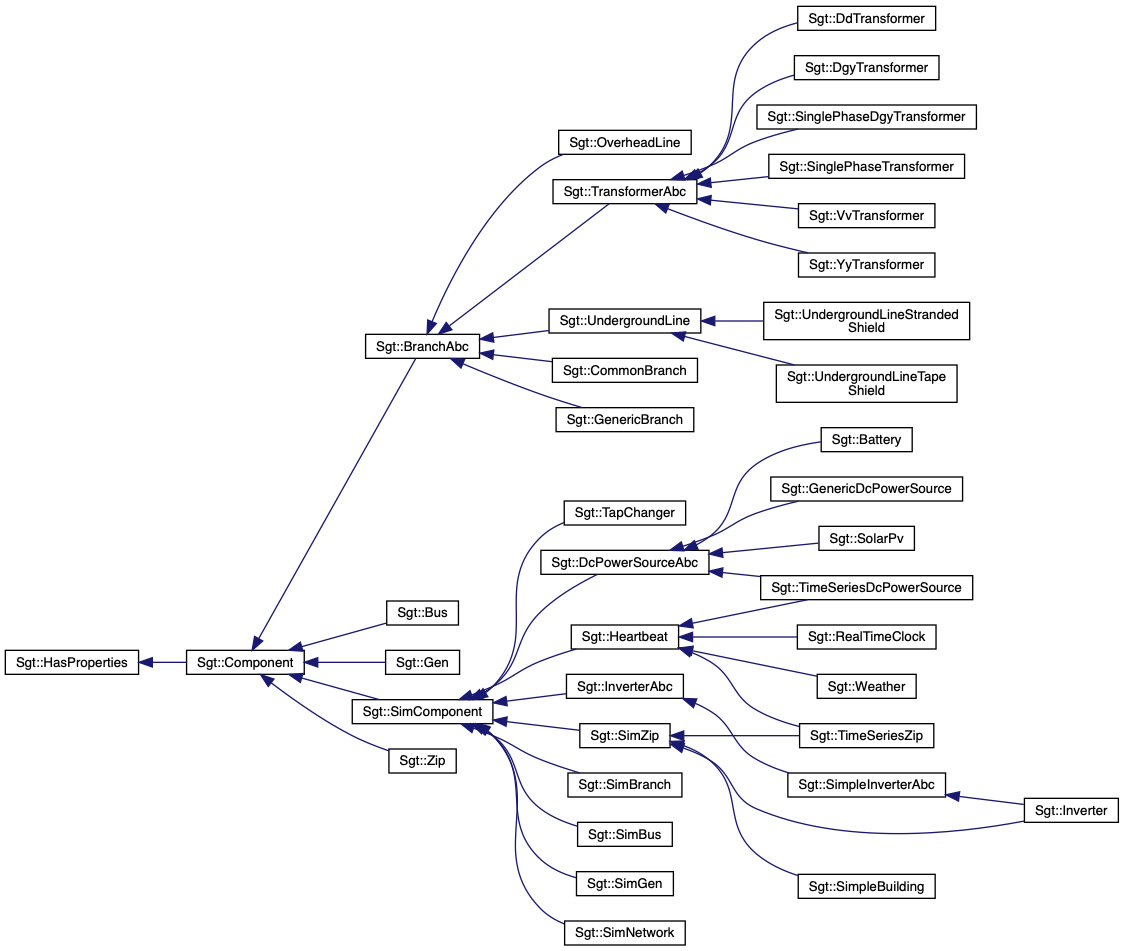 Sgt::DdTransformer
Sgt::DgyTransformer
Sgt::SinglePhaseDgyTransformer
Sgt::OverheadLine
Sgt::SinglePhaseTransformer
Sgt::TransformerAbc
Sgt::VvTransformer
Sgt::YyTransformer
Sgt::UndergroundLineStranded
Shield
Sgt::UndergroundLine
Sgt::BranchAbc
Sgt::CommonBranch
Sgt::UndergroundLineTape
Shield
Sgt::GenericBranch
Sgt::Battery
Sgt::GenericDcPowerSource
Sgt::TapChanger
Sgt::SolarPv
Sgt::DcPowerSourceAbc
Sgt::TimeSeriesDcPowerSource
Sgt::Bus
Sgt::Heartbeat
Sgt::RealTimeClock
Sgt::HasProperties
Sgt::Component
Sgt::Gen
Sgt::InverterAbc
Sgt::Weather
Sgt::SimComponent
Sgt::SimZip
Sgt::TimeSeriesZip
Sgt::Zip
Sgt::SimBranch
Sgt::SimpleInverterAbc
Sgt::Inverter
Sgt::SimBus
Sgt::SimGen
Sgt::SimpleBuilding
Sgt::SimNetwork